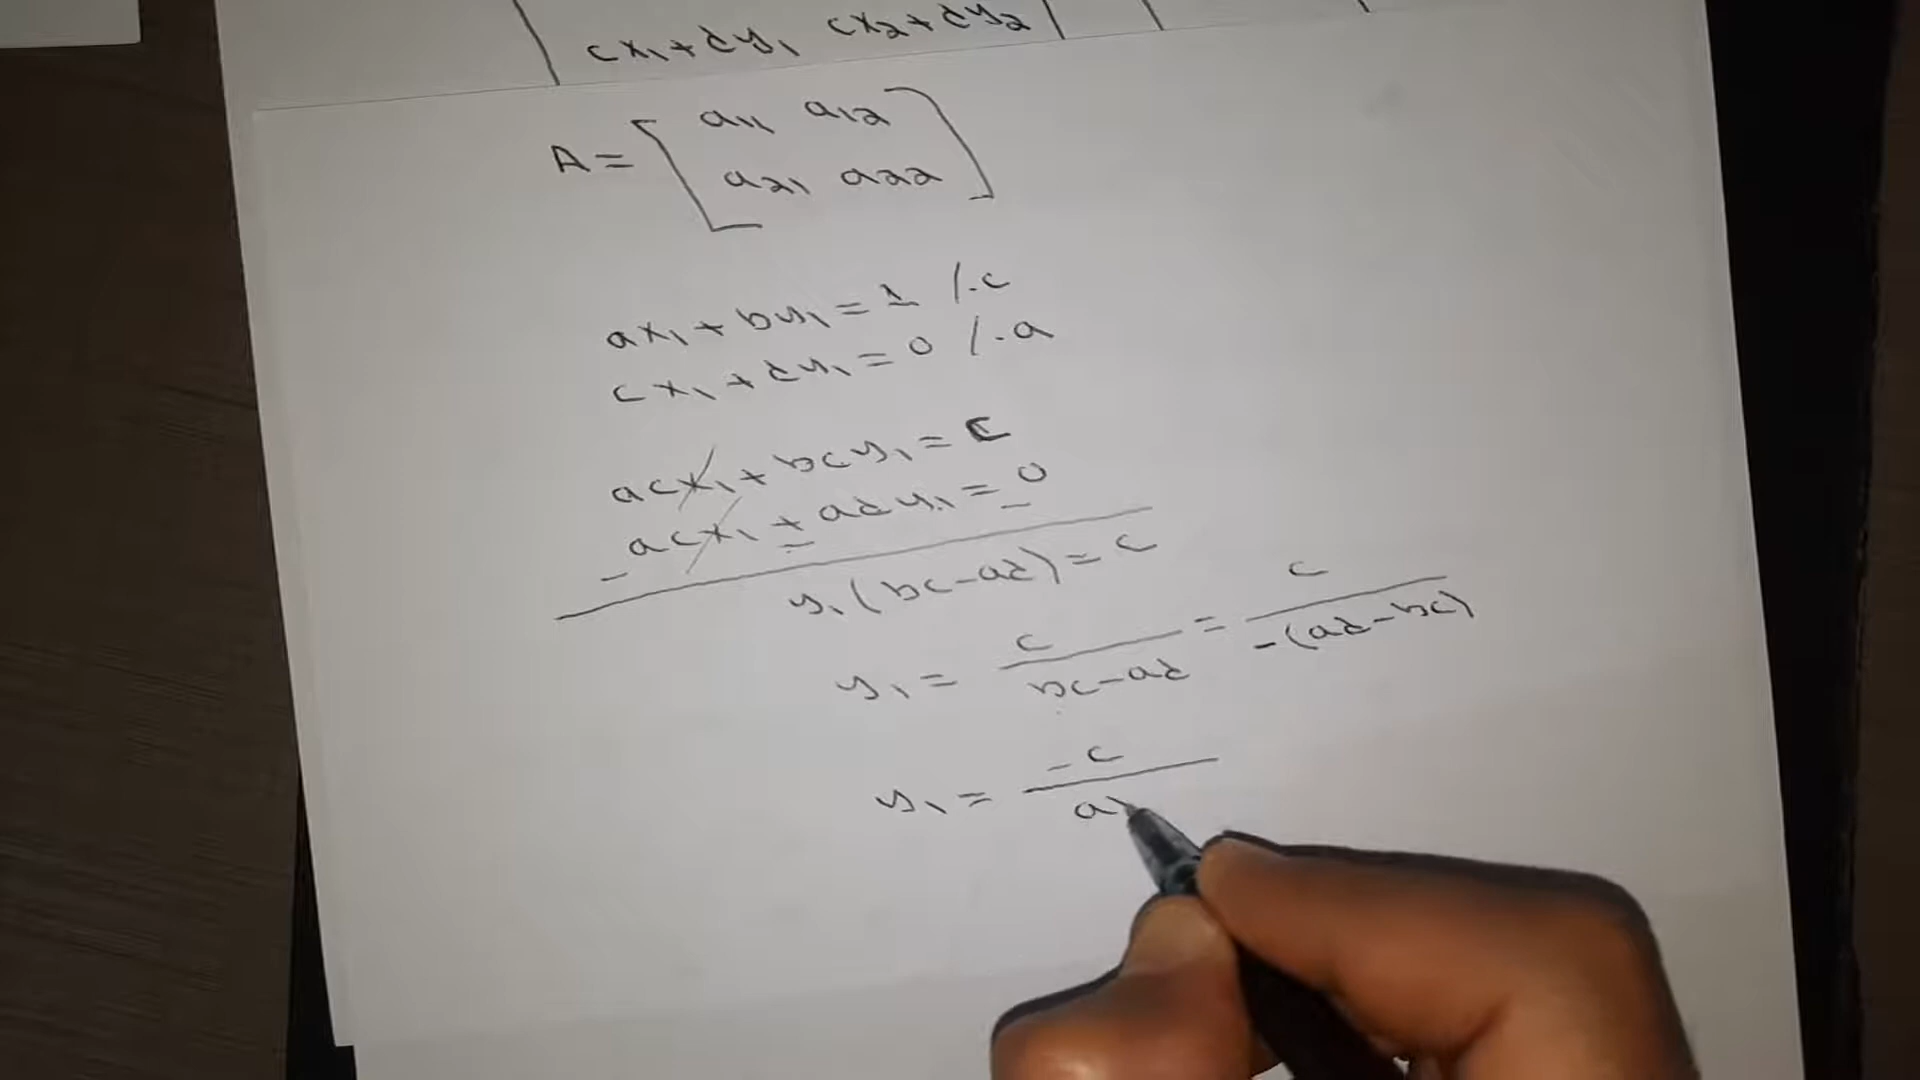 cx₁+dy₁ cx₂+dy₂
a₁₁ a₁₂
A=
a₂₁ a₂₂
ax₁+by₁=1 /·c
cx₁+dy₁=0 /·a
acx₁+bcy₁=c
-acx₁+ady₁=0
y₁(bc-ad)=c
y₁= c/(bc-ad) = c/-(ad-bc)
y₁= -c/ad